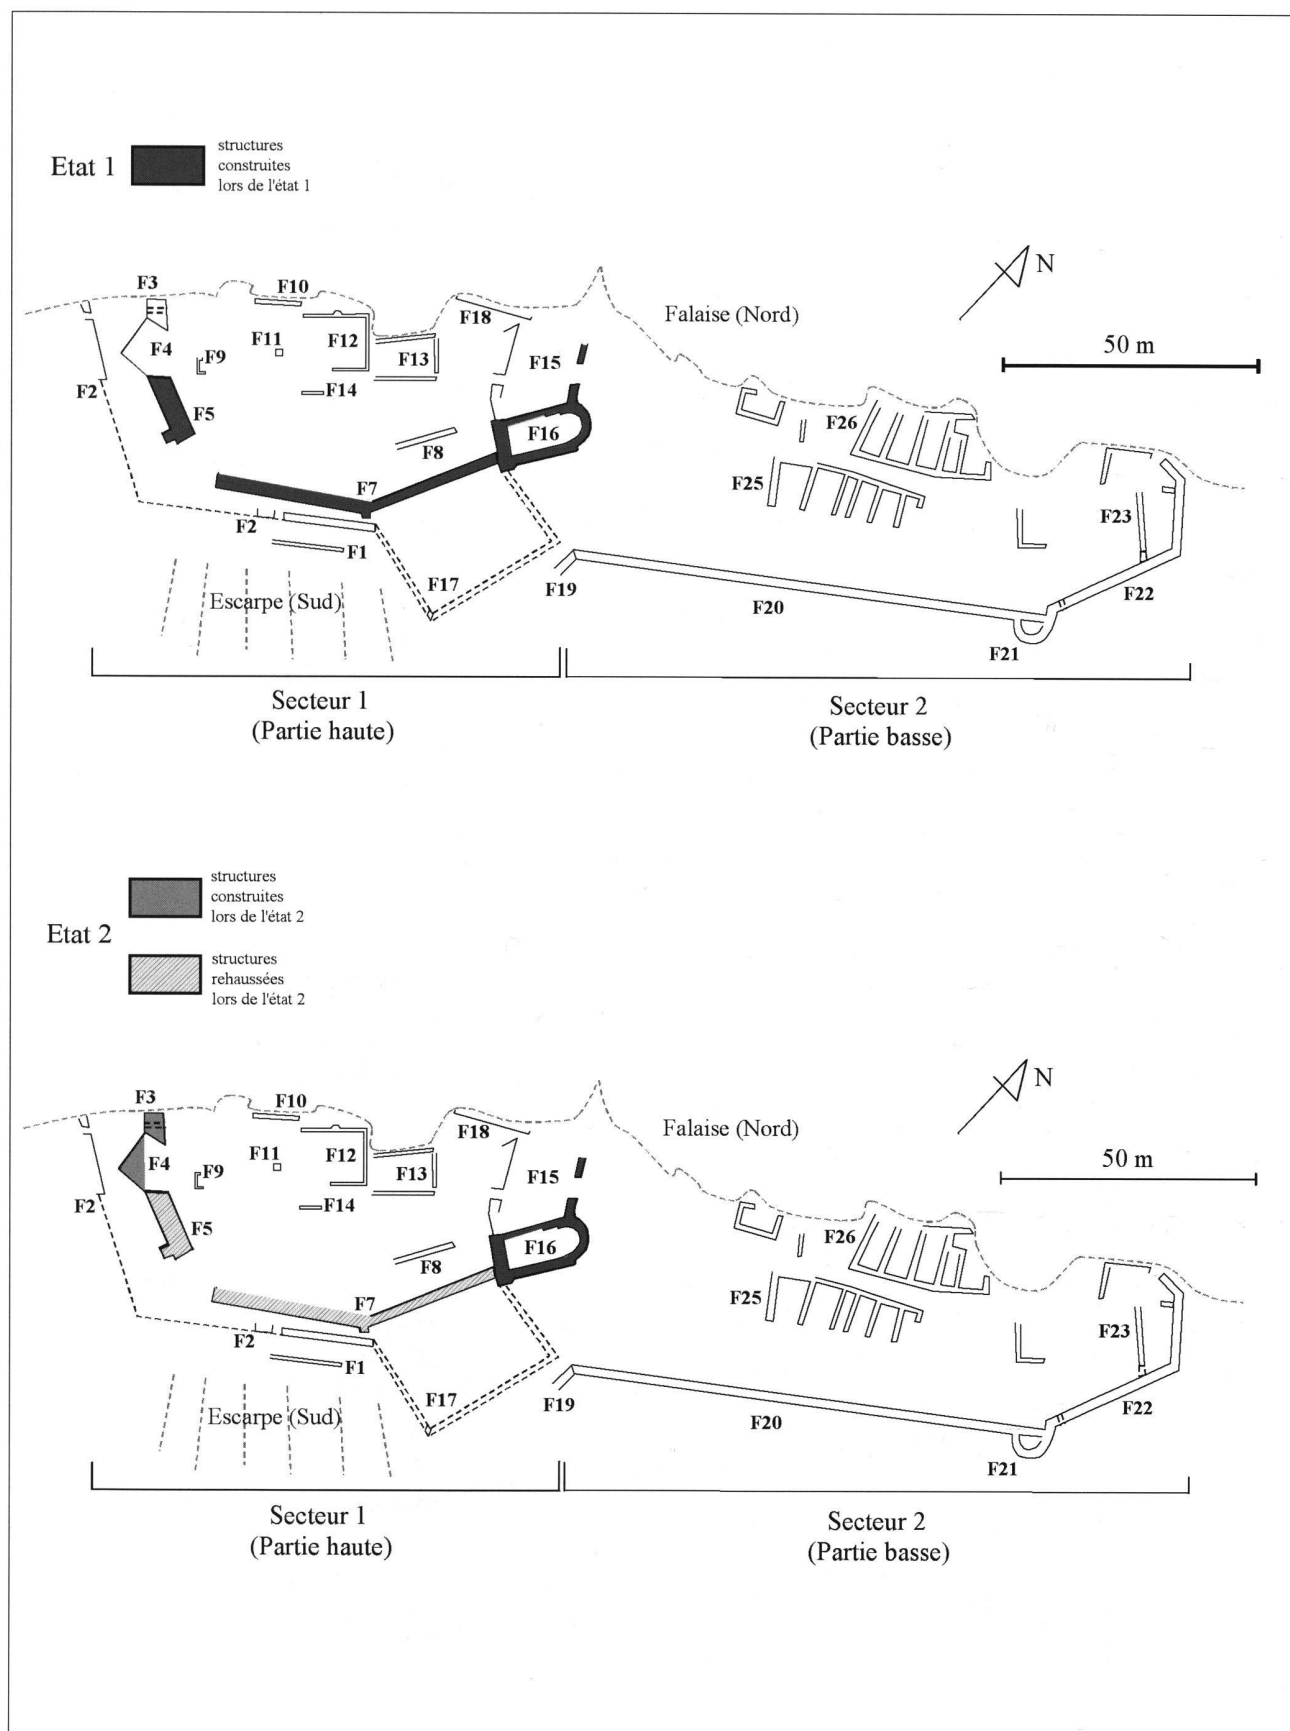 Etat 1
structures
construites
lors de l'état 1
N
50 m
Falaise (Nord)
F3
F10
F18
F4
F9
F11
F12
F13
F15
F2
F5
F14
F16
F26
F8
F25
F7
F2
F1
F23
Escarpe (Sud)
F17
F19
F20
F22
F21
Secteur 1
(Partie haute)
Secteur 2
(Partie basse)
Etat 2
structures
construites
lors de l'état 2
structures
rehaussées
lors de l'état 2
N
50 m
Falaise (Nord)
F3
F10
F18
F4
F9
F11
F12
F13
F15
F2
F5
F14
F16
F26
F8
F25
F7
F2
F1
F23
Escarpe (Sud)
F17
F19
F20
F22
F21
Secteur 1
(Partie haute)
Secteur 2
(Partie basse)